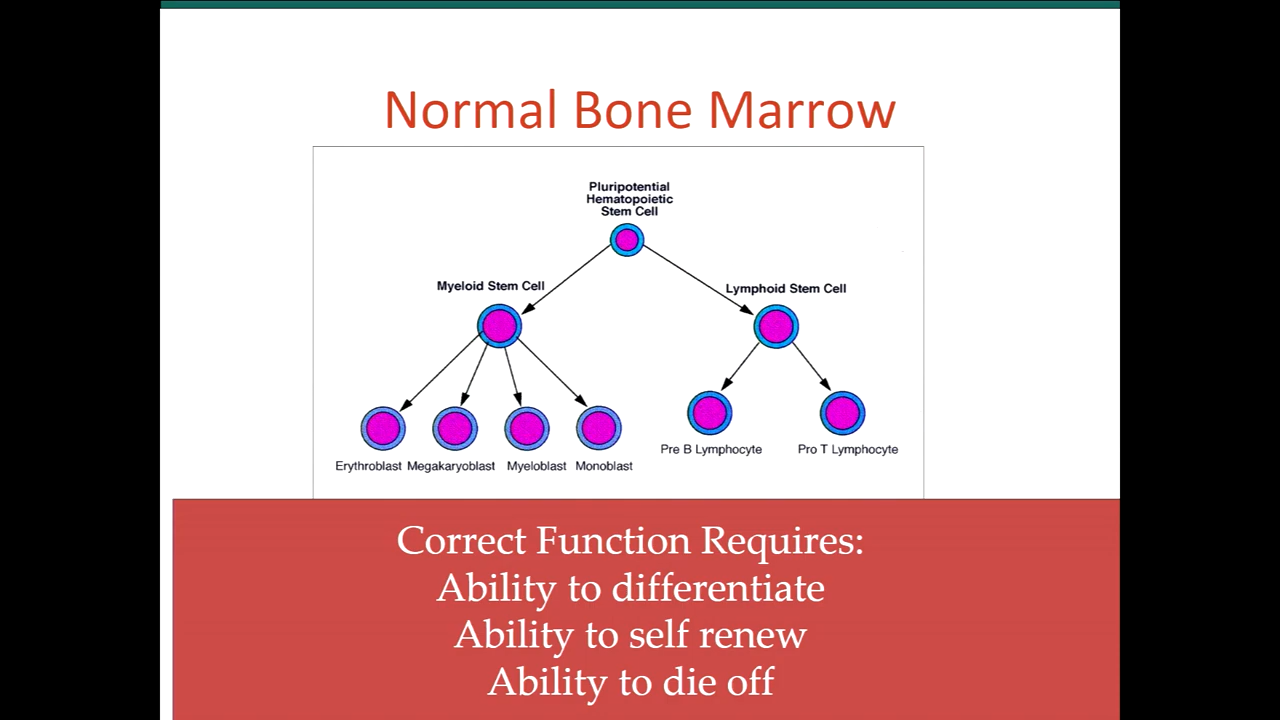 Normal Bone Marrow
Pluripotential
Hematopoietic
Stem Cell
Myeloid Stem Cell
Lymphoid Stem Cell
Erythroblast Megakaryoblast Myeloblast Monoblast
Pre B Lymphocyte Pro T Lymphocyte
Correct Function Requires:
Ability to differentiate
Ability to self renew
Ability to die off